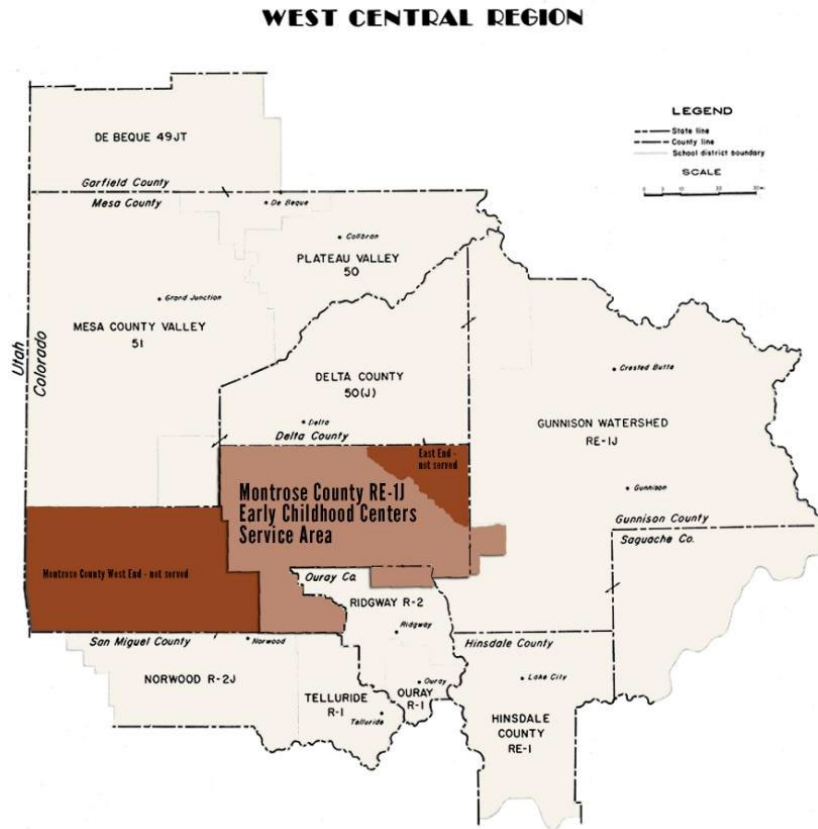 WEST CENTRAL REGION
LEGEND
State line
County line
School district boundary
SCALE
DE BEQUE 49JT
Garfield County
Mesa County
De Beque
Collbran
PLATEAU VALLEY
50
Grand Junction
MESA COUNTY VALLEY
51
Utah
Colorado
DELTA COUNTY
50(J)
Delta
Delta County
Crested Butte
GUNNISON WATERSHED
RE-1J
Gunnison
Gunnison County
Saguache Co.
East End -
not served
Montrose County RE-1J
Early Childhood Centers
Service Area
Montrose County West End - not served
Ouray Co.
RIDGWAY R-2
Ridgway
San Miguel County
Norwood
NORWOOD R-2J
TELLURIDE
R-1
Telluride
Ouray
OURAY
R-1
Hinsdale County
Lake City
HINSDALE
COUNTY
RE-1